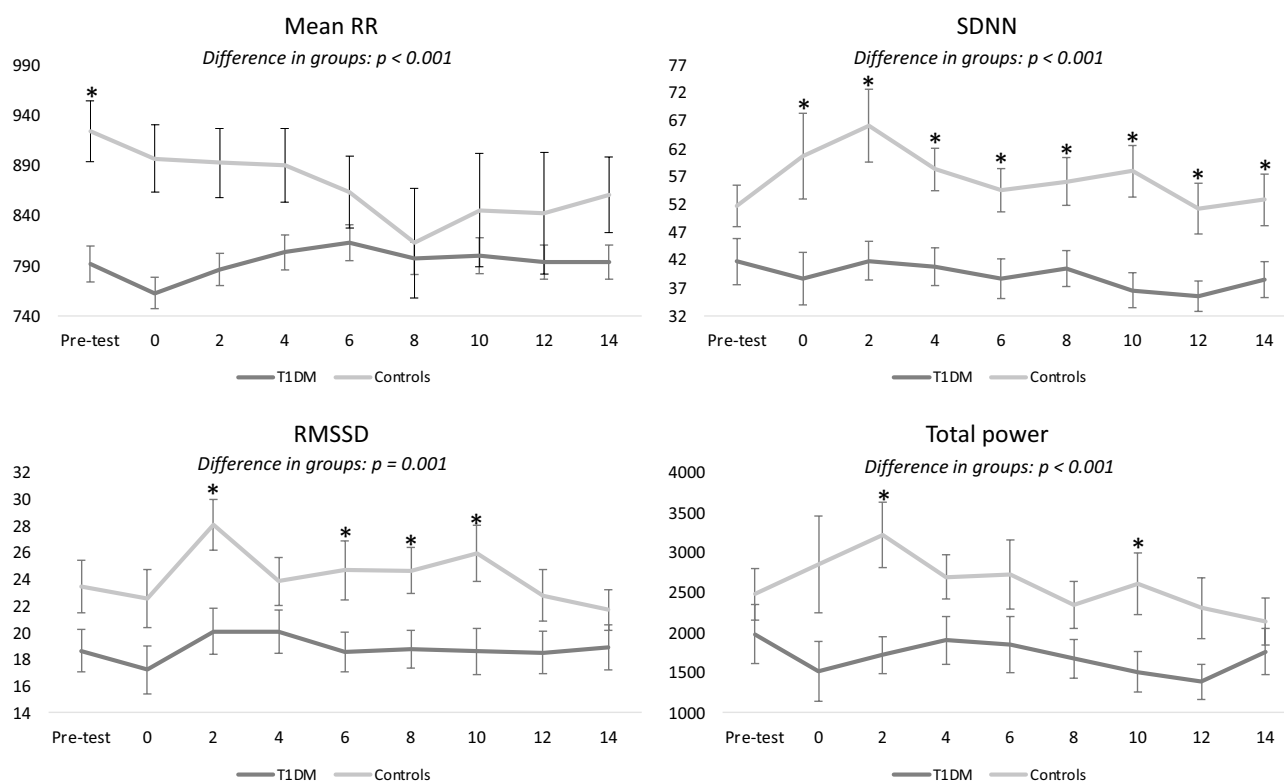 Mean RR
Difference in groups: p < 0.001
990
940
890
840
790
740
*
Pre-test 0 2 4 6 8 10 12 14
T1DM Controls
SDNN
Difference in groups: p < 0.001
77
72
67
62
57
52
47
42
37
32
* * * * * * * *
Pre-test 0 2 4 6 8 10 12 14
T1DM Controls
RMSSD
Difference in groups: p = 0.001
32
30
28
26
24
22
20
18
16
14
* * * *
Pre-test 0 2 4 6 8 10 12 14
T1DM Controls
Total power
Difference in groups: p < 0.001
4000
3500
3000
2500
2000
1500
1000
* *
Pre-test 0 2 4 6 8 10 12 14
T1DM Controls